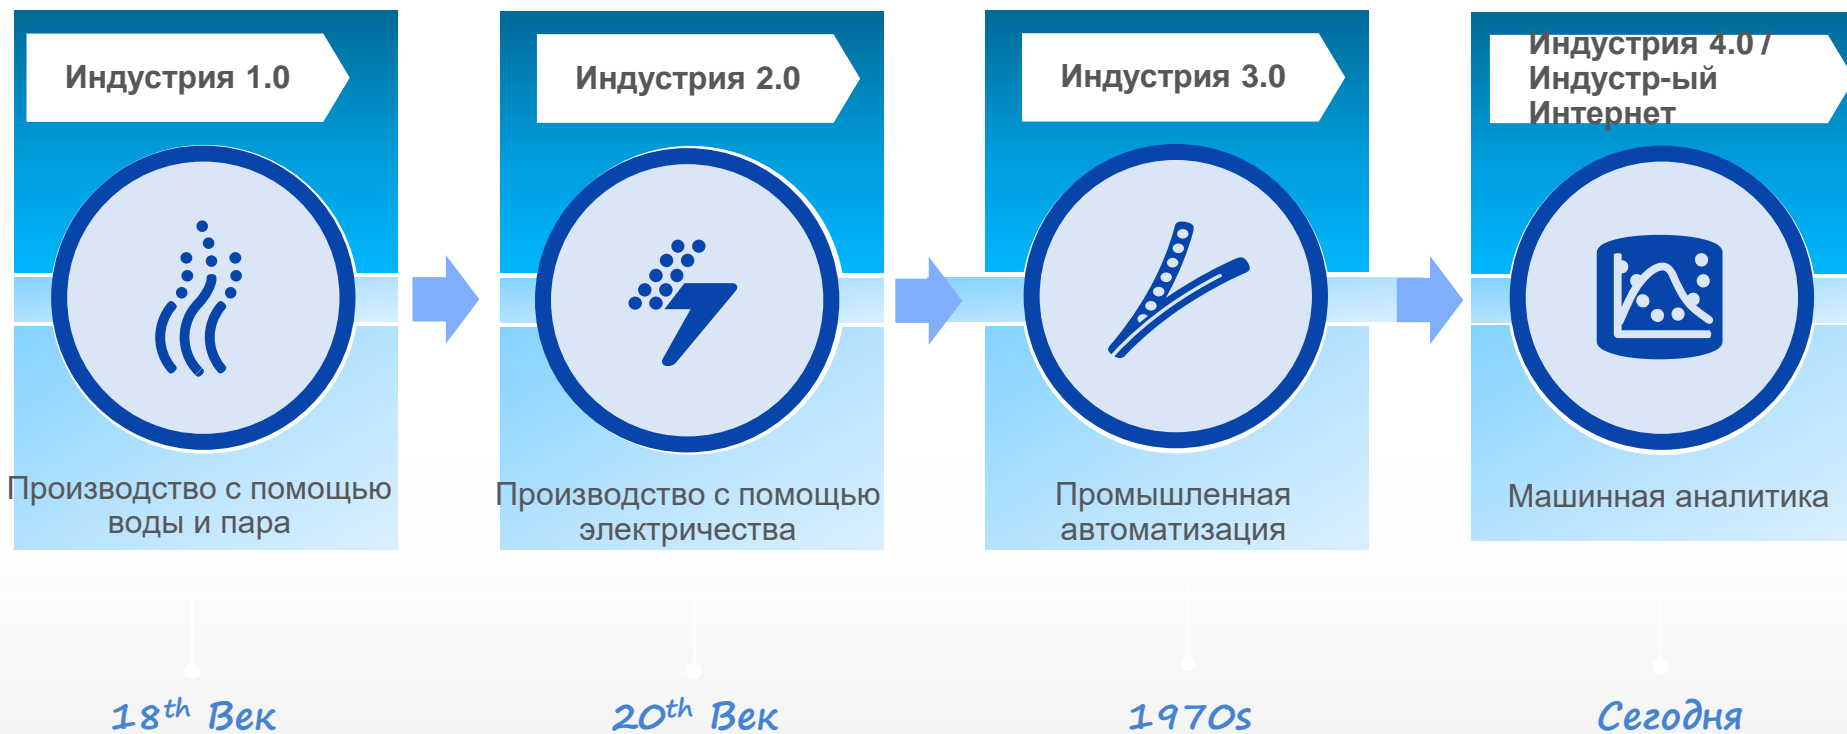 Индустрия 1.0
Индустрия 2.0
Индустрия 3.0
Индустрия 4.0 /
Индустр-ый
Интернет
Производство с помощью
воды и пара
Производство с помощью
электричества
Промышленная
автоматизация
Машинная аналитика
18th Век
20th Век
1970s
Сегодня